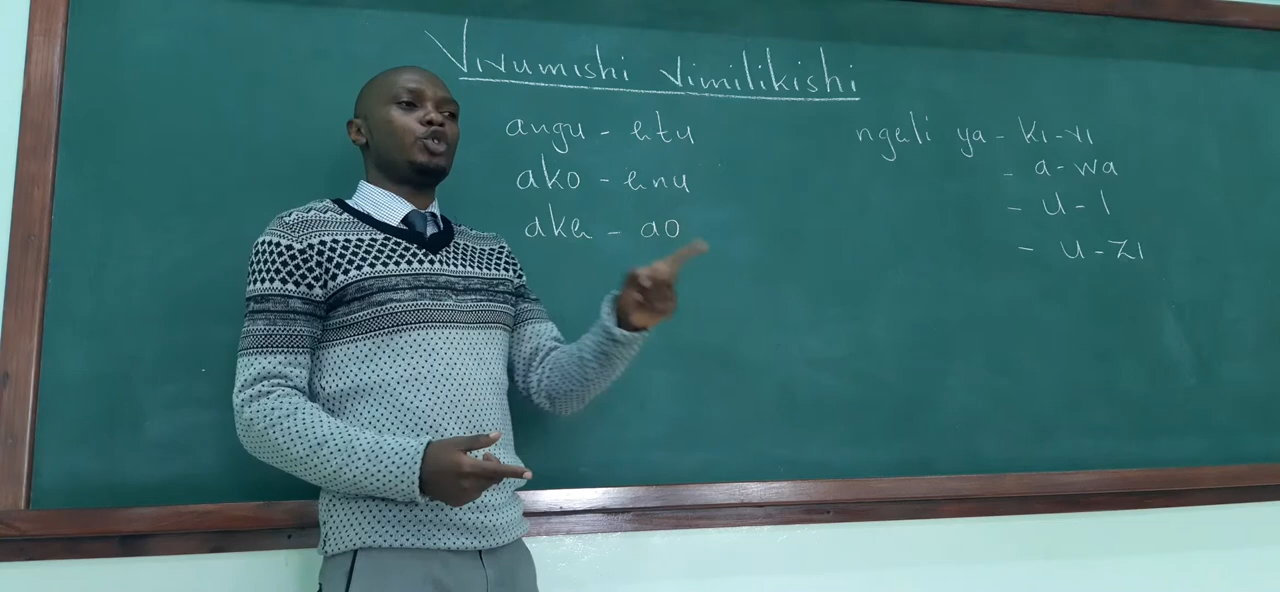 Vivumishi vimilikishi
angu - etu
ako - enu
ake - ao
ngeli ya - KI-VI
- a-wa
- U-I
- U-ZI